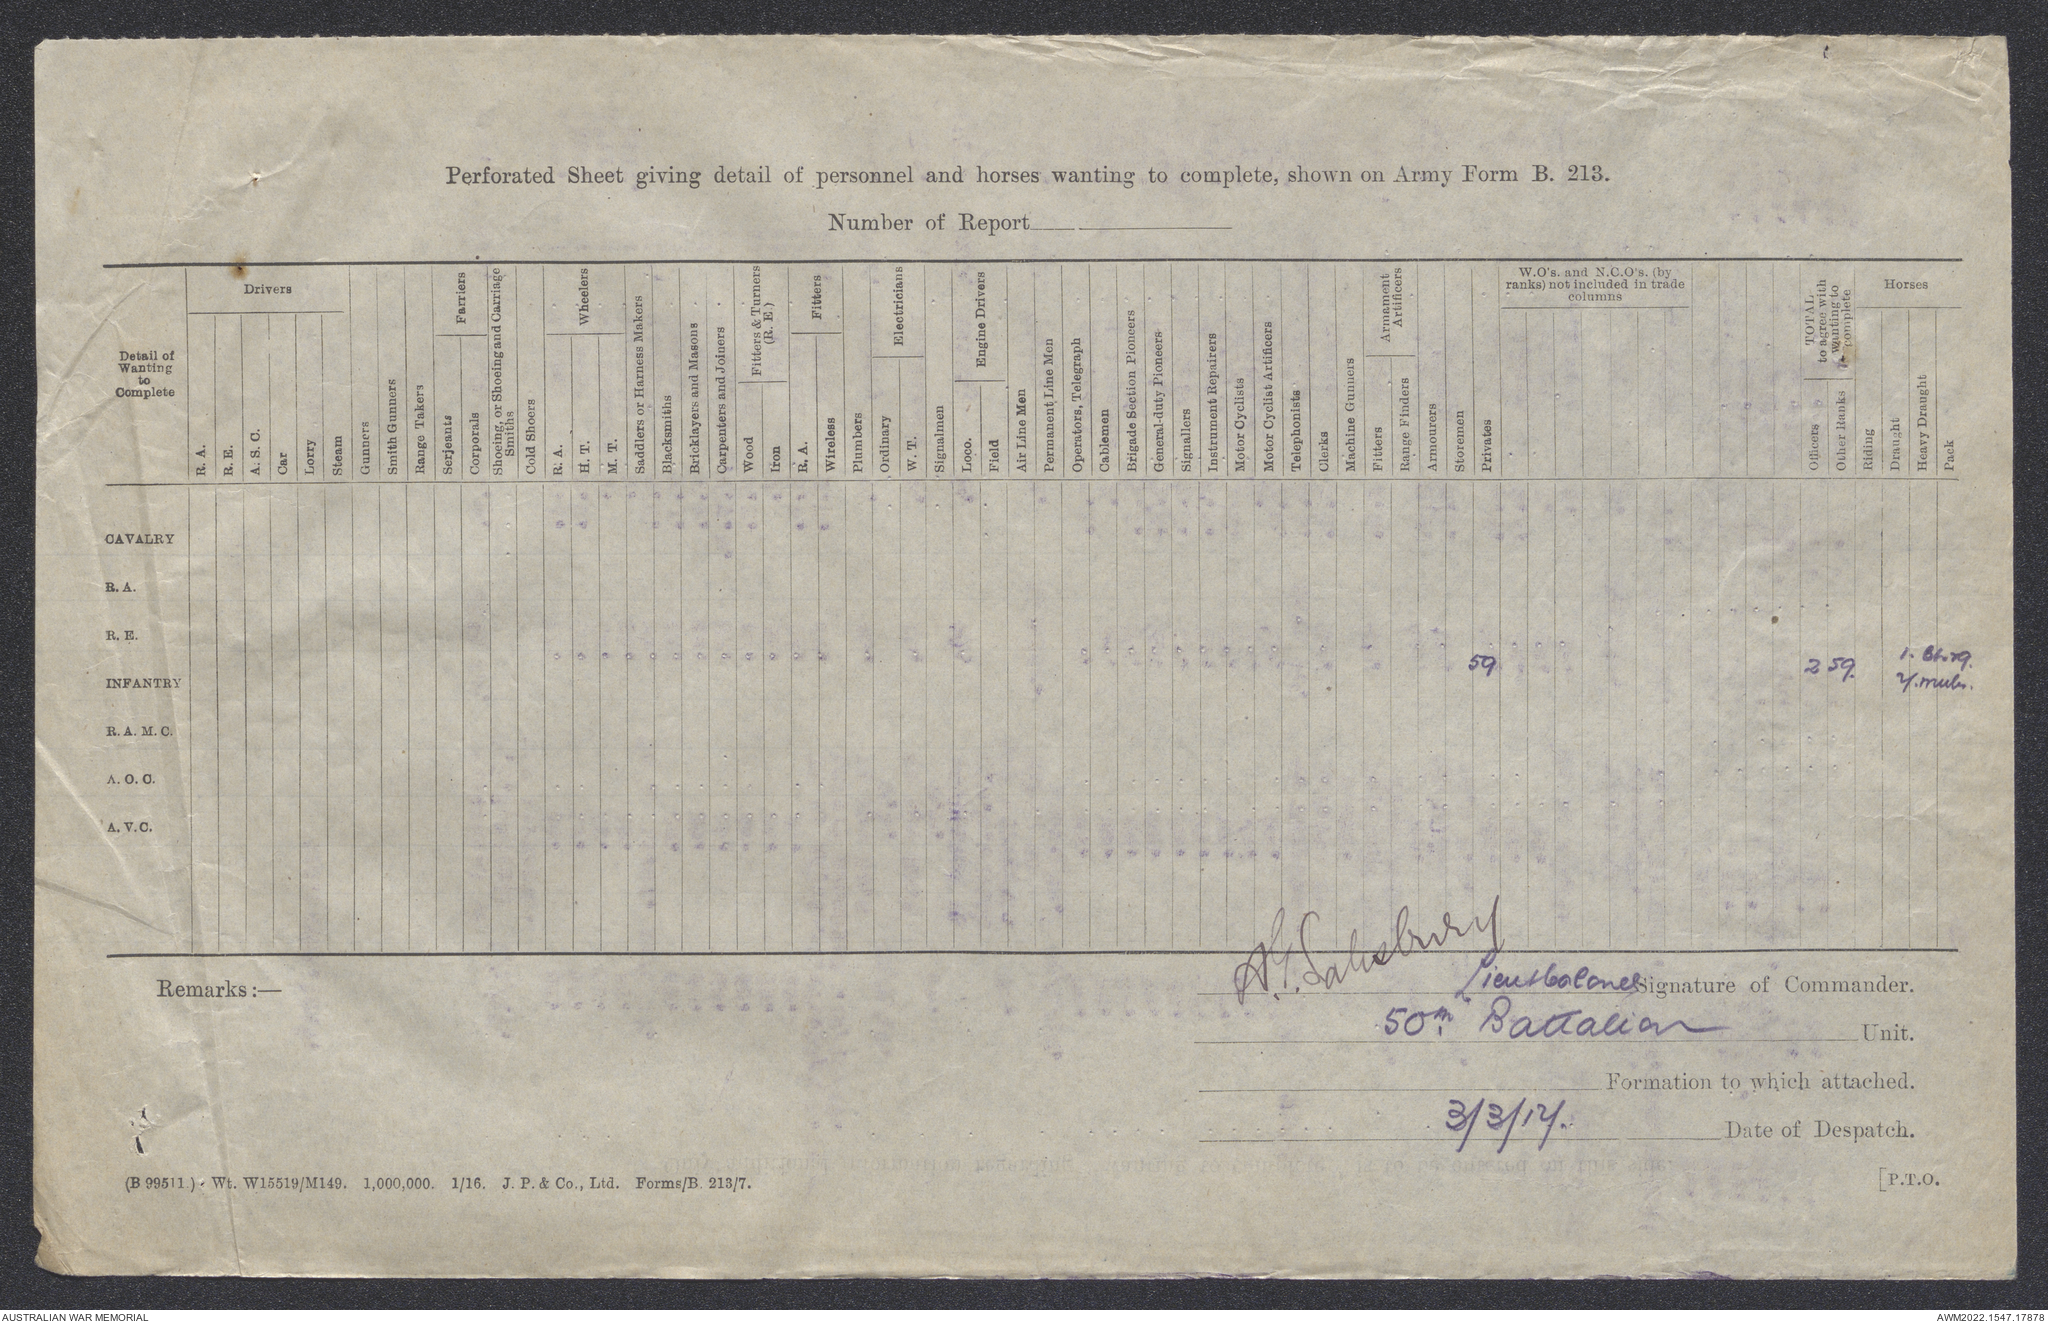 Perforated Sheet giving detail of personnel and horses wanting to complete, shown on Army Form B. 213.
Number of Report
Detail of
Wanting
to
Complete
Drivers
R. A.
R. E.
A. S. C.
Car
Lorry
Steam
Gunners
Smith Gunners
Range Takers
Farriers
Serjeants
Corporals
Shoeing, or Shoeing and Carriage
Smiths
Cold Shoers
Wheelers
R. A.
H. T.
M. T.
Saddlers or Harness Makers
Blacksmiths
Bricklayers and Masons
Carpenters and Joiners
Fitters & Turners
(R. E.)
Wood
Iron
Fitters
R. A.
Wireless
Plumbers
Electricians
Ordinary
W. T.
Signalmen
Engine Drivers
Loco.
Field
Air Line Men
Permanent Line Men
Operators, Telegraph
Cablemen
Brigade Section Pioneers
General-duty Pioneers
Signallers
Instrument Repairers
Motor Cyclists
Motor Cyclist Artificers
Telephonists
Clerks
Machine Gunners
Armament
Artificers
Fitters
Range Finders
Armourers
Storemen
Privates
W.O's. and N.C.O's. (by
ranks) not included in trade
columns
TOTAL
to agree with
wanting to
complete
Officers
Other Ranks
Horses
Riding
Draught
Heavy Draught
Pack
CAVALRY
R. A.
R. E.
INFANTRY
59
2 59.
R. A. M. C.
A. O. C.
A. V. C.
Remarks :—
Lieut Colonel Signature of Commander.
50th Battalion Unit.
Formation to which attached.
3/3/17. Date of Despatch.
(B 99511.) Wt. W15519/M149. 1,000,000. 1/16. J. P. & Co., Ltd. Forms/B. 213/7.
[P.T.O.
AUSTRALIAN WAR MEMORIAL
AWM2022.1547.17878